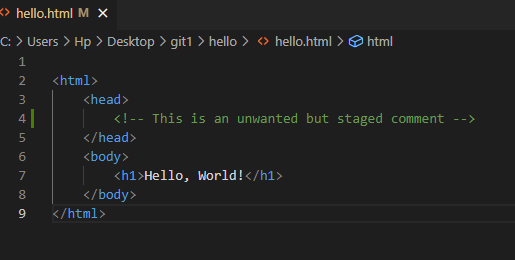 hello.html M ×
C: > Users > Hp > Desktop > git1 > hello > <> hello.html > html
1
2 <html>
3 <head>
4 <!-- This is an unwanted but staged comment -->
5 </head>
6 <body>
7 <h1>Hello, World!</h1>
8 </body>
9 </html>